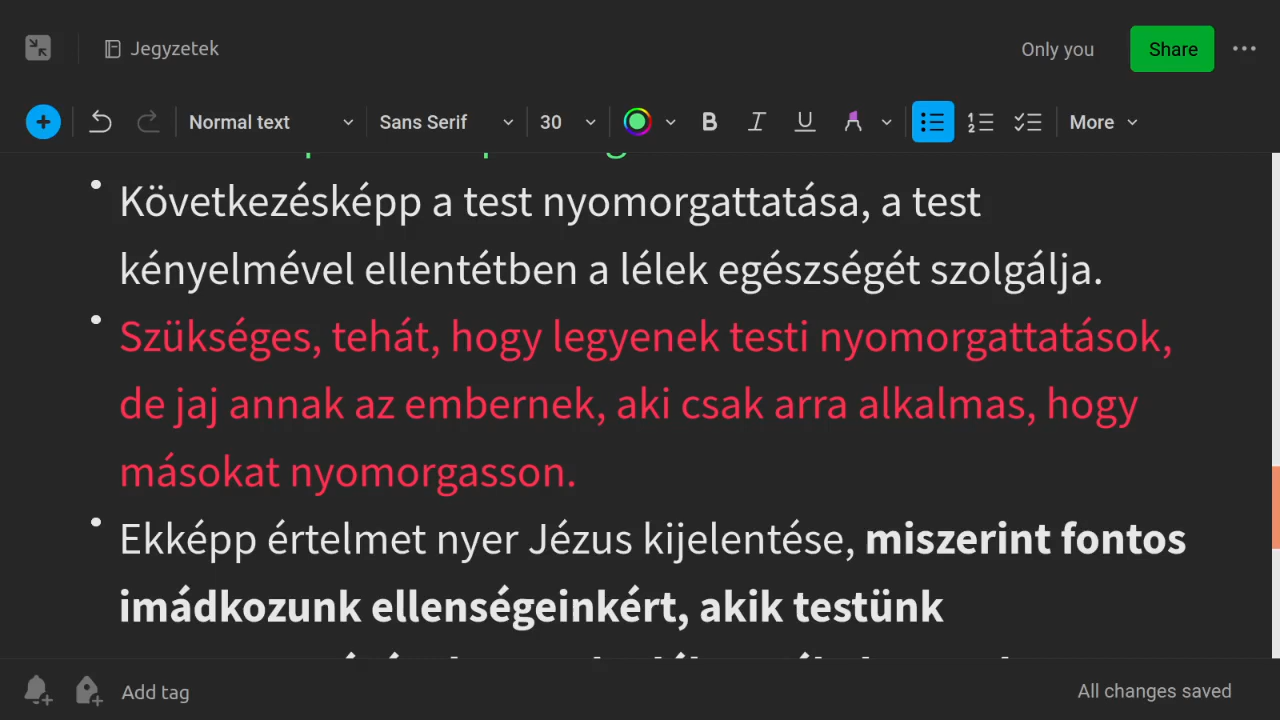 Jegyzetek
Only you
Share
Normal text
Sans Serif
30
B
I
U
More
Következésképp a test nyomorgattatása, a test
kényelmével ellentétben a lélek egészségét szolgálja.
Szükséges, tehát, hogy legyenek testi nyomorgattatások,
de jaj annak az embernek, aki csak arra alkalmas, hogy
másokat nyomorgasson.
Ekképp értelmet nyer Jézus kijelentése, miszerint fontos
imádkozunk ellenségeinkért, akik testünk
Add tag
All changes saved